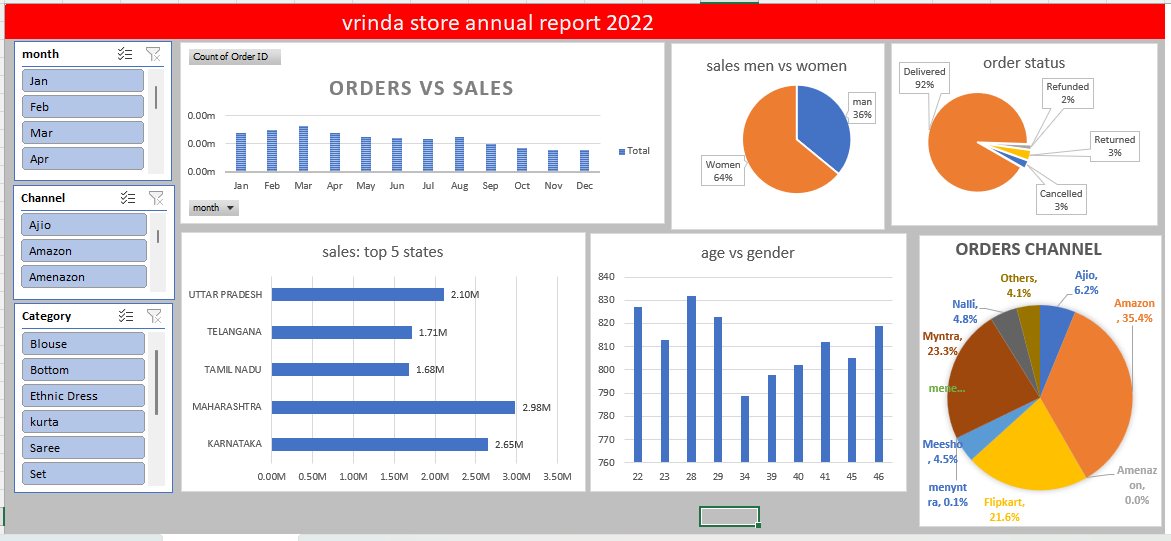 vrinda store annual report 2022
month
Jan
Feb
Mar
Apr
Channel
Ajio
Amazon
Amenazon
Category
Blouse
Bottom
Ethnic Dress
kurta
Saree
Set
Count of Order ID
ORDERS VS SALES
0.00m
0.00m
0.00m
Jan Feb Mar Apr May Jun Jul Aug Sep Oct Nov Dec
Total
month
sales men vs women
man
36%
Women
64%
order status
Delivered
92%
Refunded
2%
Returned
3%
Cancelled
3%
sales: top 5 states
UTTAR PRADESH 2.10M
TELANGANA 1.71M
TAMIL NADU 1.68M
MAHARASHTRA 2.98M
KARNATAKA 2.65M
0.00M 0.50M 1.00M 1.50M 2.00M 2.50M 3.00M 3.50M
age vs gender
840
830
820
810
800
790
780
770
760
22 23 28 29 34 39 40 41 45 46
ORDERS CHANNEL
Others,
4.1%
Ajio,
6.2%
Nalli,
4.8%
Amazon
, 35.4%
Myntra,
23.3%
mene...
Meesho
, 4.5%
menynt
ra, 0.1%
Flipkart,
21.6%
Amenaz
on,
0.0%